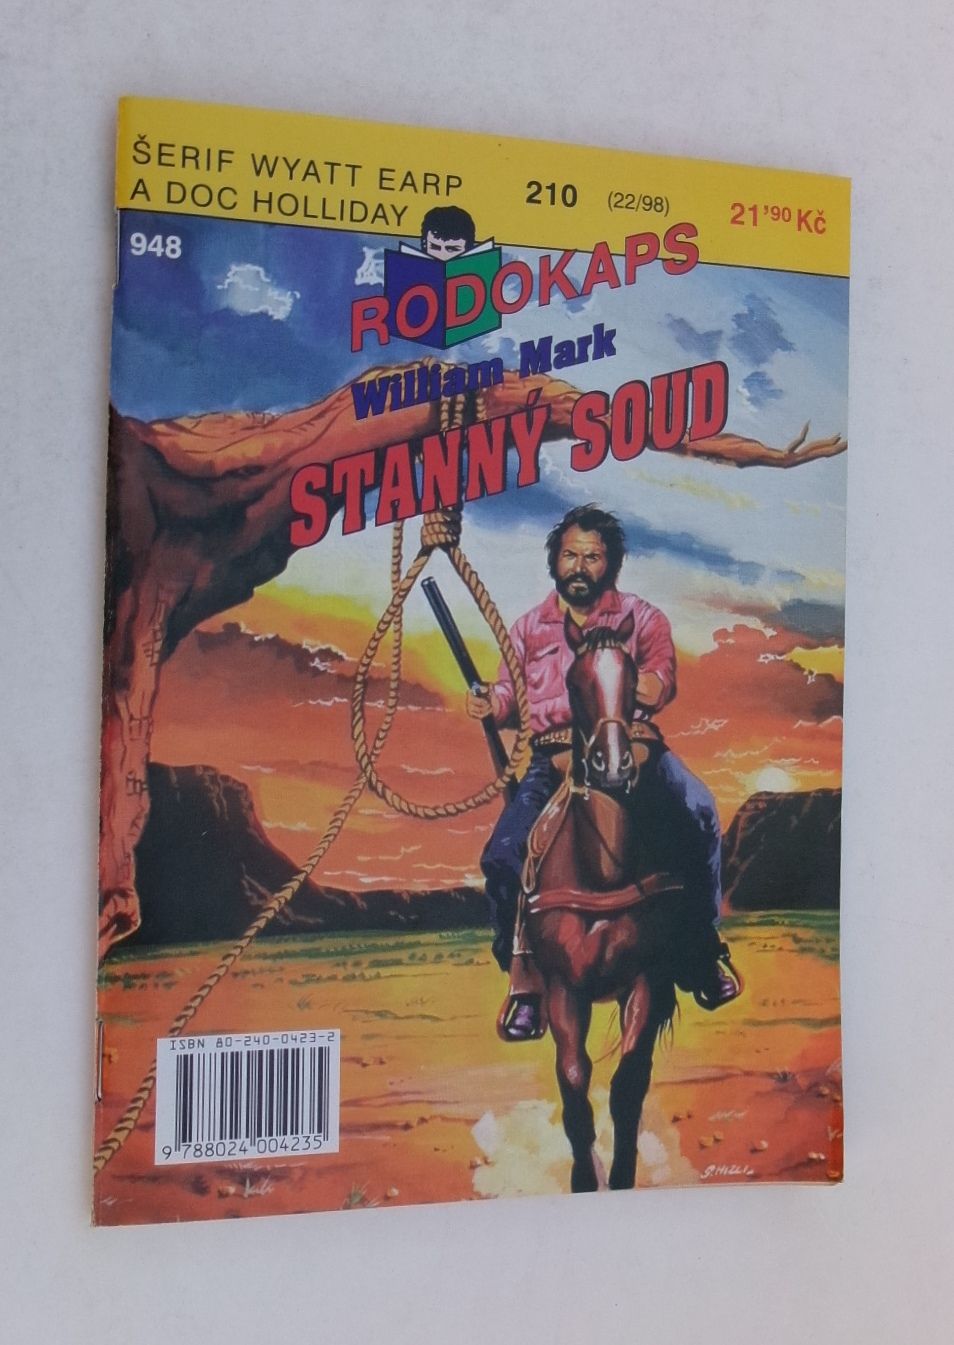 ŠERIF WYATT EARP
A DOC HOLLIDAY
210 (22/98)
21'90 Kč
948
RODOKAPS
William Mark
STANNÝ SOUD
ISBN 80-240-0423-2
9 788024 004235